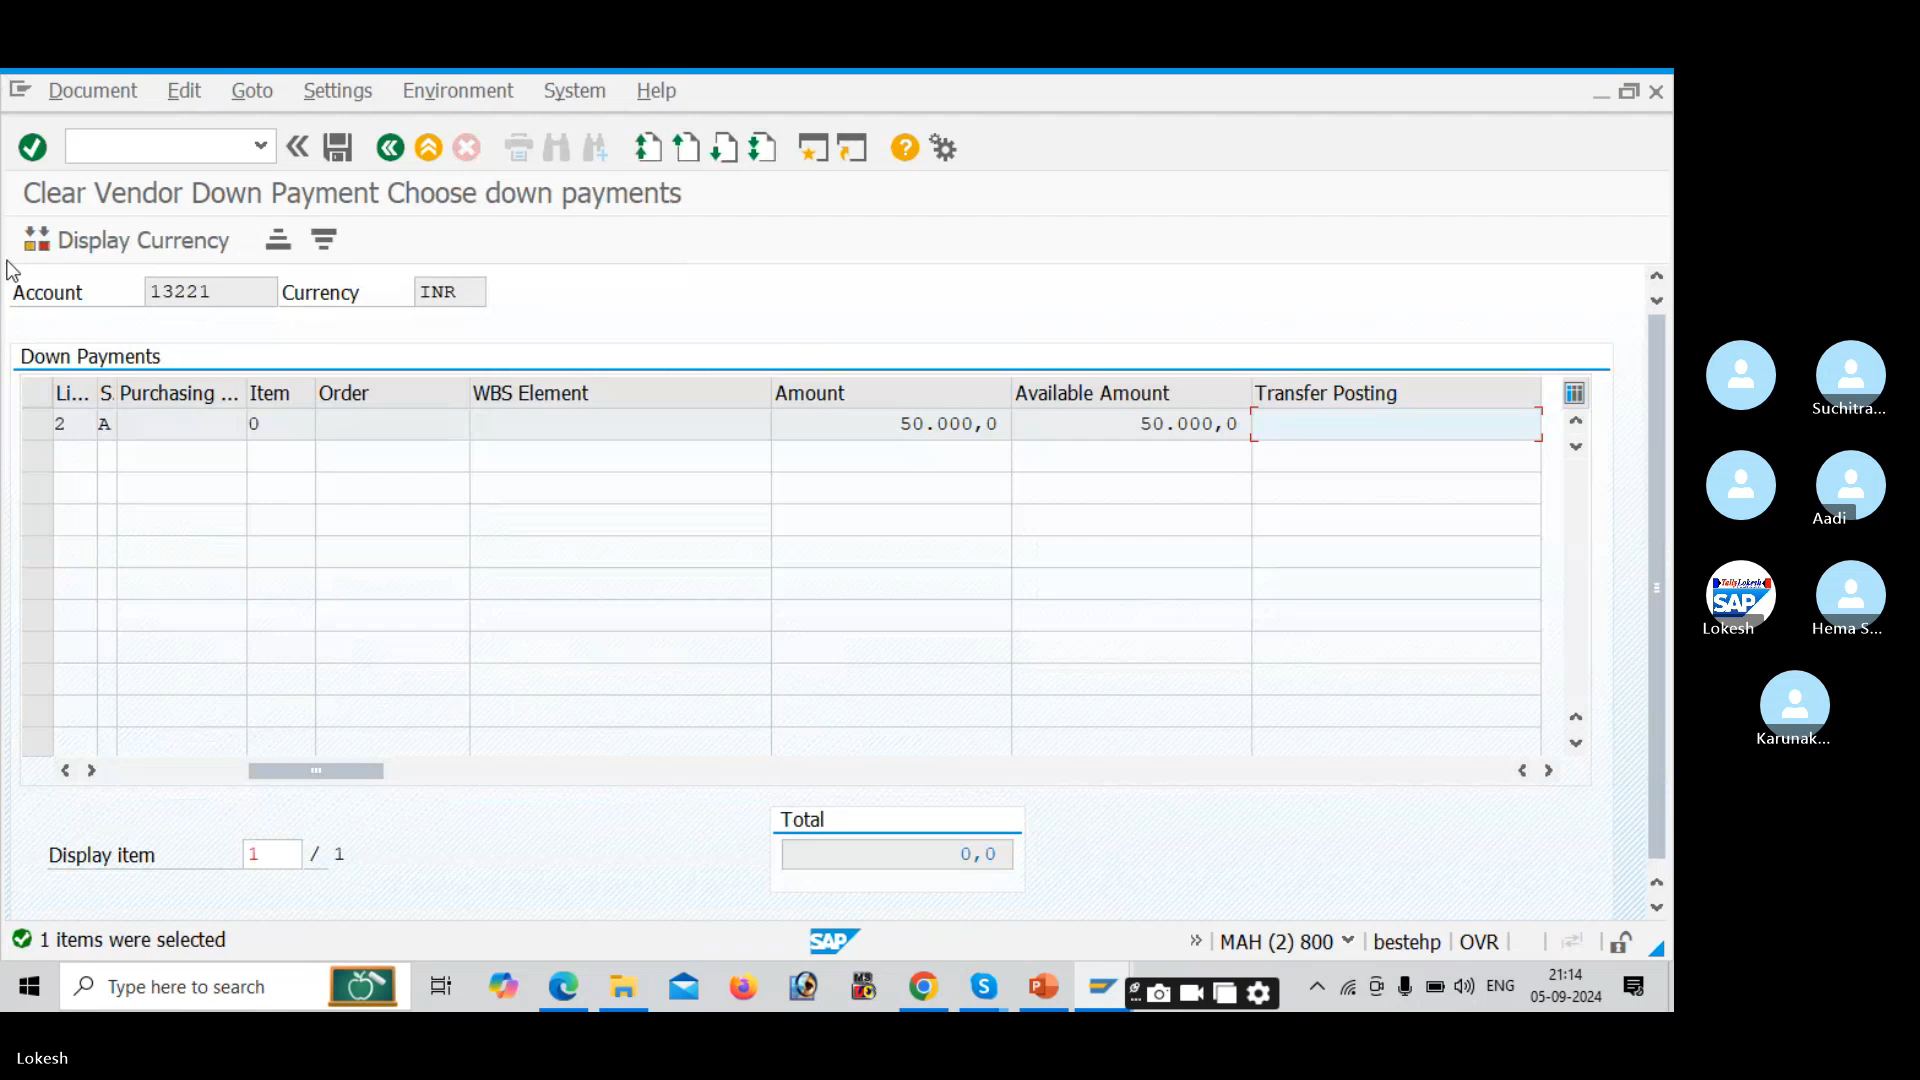 Document Edit Goto Settings Environment System Help
Clear Vendor Down Payment Choose down payments
Display Currency
Account 13221 Currency INR
Down Payments
Li... S. Purchasing ... Item Order WBS Element Amount Available Amount Transfer Posting
2 A 0 50.000,0 50.000,0
Total
0,0
Display item 1 / 1
1 items were selected
SAP
MAH (2) 800 bestehp OVR
Type here to search
ENG
21:14
05-09-2024
Suchitra...
Aadi
TallyLokesh
SAP
Lokesh
Hema S...
Karunak...
Lokesh